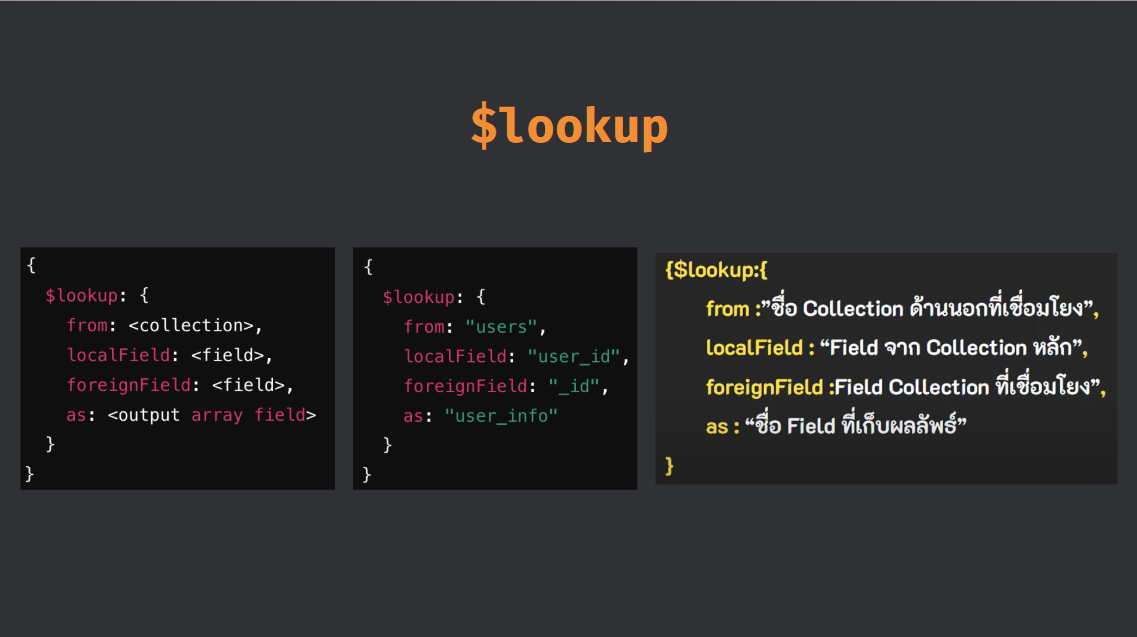 $lookup
{
$lookup: {
from: <collection>,
localField: <field>,
foreignField: <field>,
as: <output array field>
}
}
{
$lookup: {
from: "users",
localField: "user_id",
foreignField: "_id",
as: "user_info"
}
}
{$lookup:{
from :”ชื่อ Collection ด้านนอกที่เชื่อมโยง”,
localField : “Field จาก Collection หลัก”,
foreignField :Field Collection ที่เชื่อมโยง”,
as : “ชื่อ Field ที่เก็บผลลัพธ์”
}